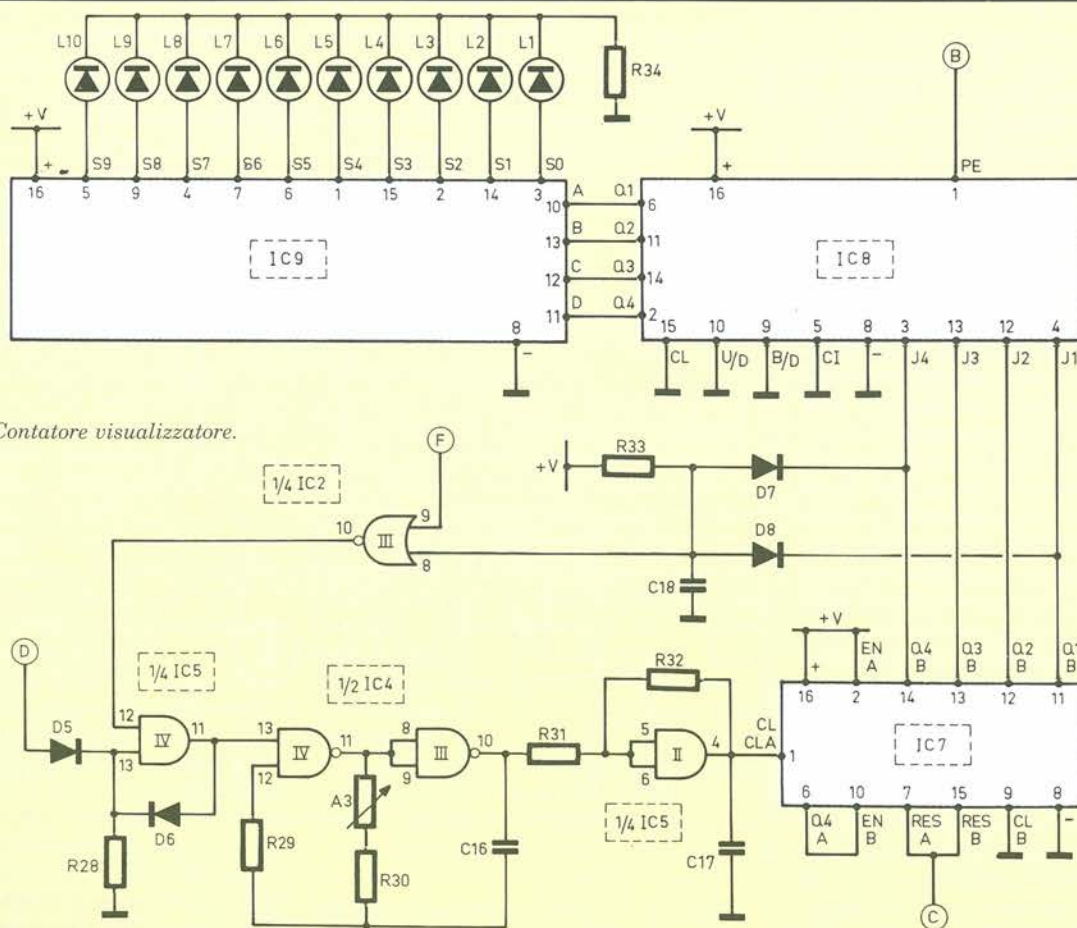 L10 L9 L8 L7 L6 L5 L4 L3 L2 L1
R34
B
+V
+V
+ S9 S8 S7 S6 S5 S4 S3 S2 S1 S0
+ PE
16 5 9 4 7 6 1 15 2 14 3
16 1
10 A Q1 6
13 B Q2 11
IC9
IC8
12 C Q3 14
11 D Q4 2
8
-
15 10 9 5 8 3 13 12 4
CL U/D B/D CI - J4 J3 J2 J1
Contatore visualizzatore.
F
+V R33
1/4 IC2
D7
10 III 9
8
D8
C18
+V
D
1/4 IC5
R32
+ EN A Q4 B Q3 B Q2 B Q1 B
1/2 IC4
16 2 14 13 12 11
D5
12 IV 11
13
13 IV 11
12
8 III 10
9
R31
5 II 4
6
CL
CLA
1
IC7
A3
D6
R28
R29
R30
C16
1/4 IC5
C17
6 10 7 15 9 8
Q4 A EN B RES A RES B CL B -
C